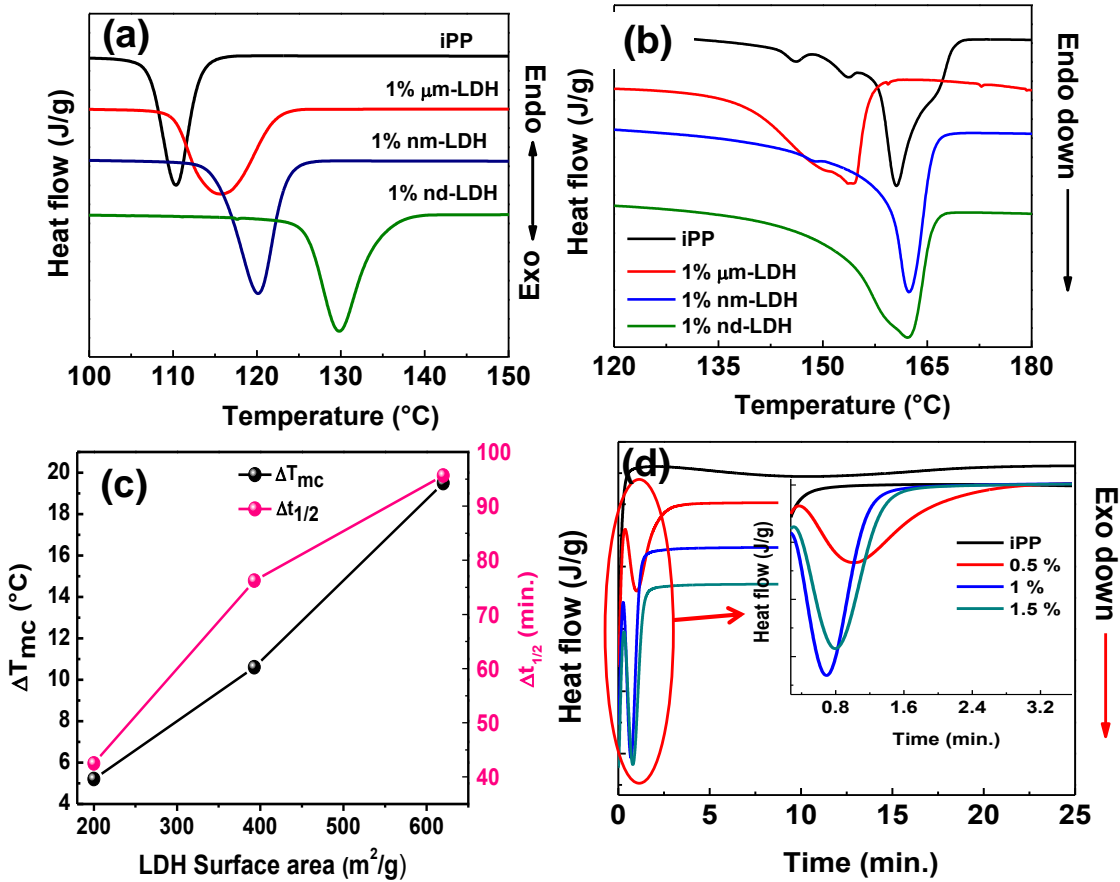 (a)
iPP
1% μm-LDH
1% nm-LDH
1% nd-LDH
Heat flow (J/g)
Exo Endo
100 110 120 130 140 150
Temperature (°C)
(b)
iPP
1% μm-LDH
1% nm-LDH
1% nd-LDH
Heat flow (J/g)
Endo down
120 135 150 165 180
Temperature (°C)
(c)
ΔTmc
Δt1/2
20
18
16
14
12
10
8
6
4
ΔTmc (°C)
100
90
80
70
60
50
40
Δt1/2 (min.)
200 300 400 500 600
LDH Surface area (m²/g)
(d)
Heat flow (J/g)
Exo down
iPP
0.5 %
1 %
1.5 %
Heat flow (J/g)
0.8 1.6 2.4 3.2
Time (min.)
0 5 10 15 20 25
Time (min.)